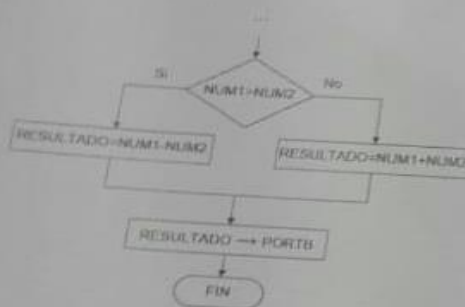 ...
Si
No
NUM1>NUM2
RESULTADO=NUM1-NUM2
RESULTADO=NUM1+NUM2
RESULTADO → PORTB
FIN